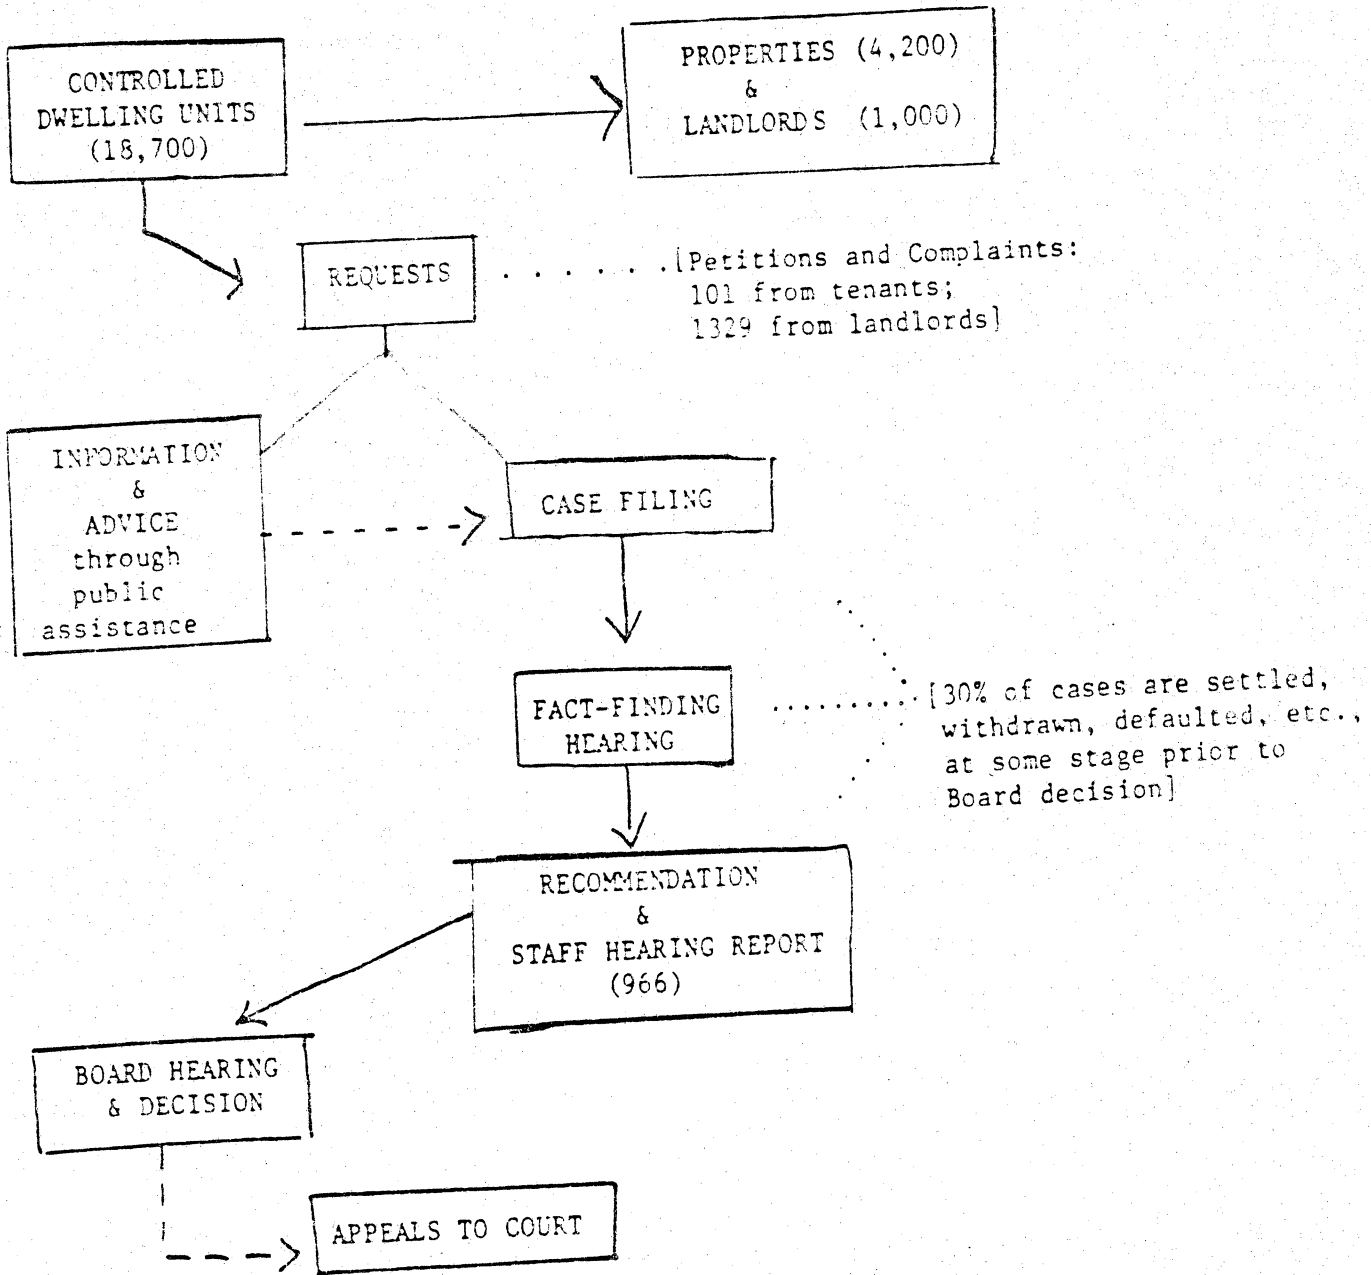 CONTROLLED
DWELLING UNITS
(18,700)
PROPERTIES (4,200)
&
LANDLORDS (1,000)
REQUESTS
[Petitions and Complaints:
101 from tenants;
1329 from landlords]
INFORMATION
&
ADVICE
through
public
assistance
CASE FILING
FACT-FINDING
HEARING
[30% of cases are settled,
withdrawn, defaulted, etc.,
at some stage prior to
Board decision]
RECOMMENDATION
&
STAFF HEARING REPORT
(966)
BOARD HEARING
& DECISION
APPEALS TO COURT